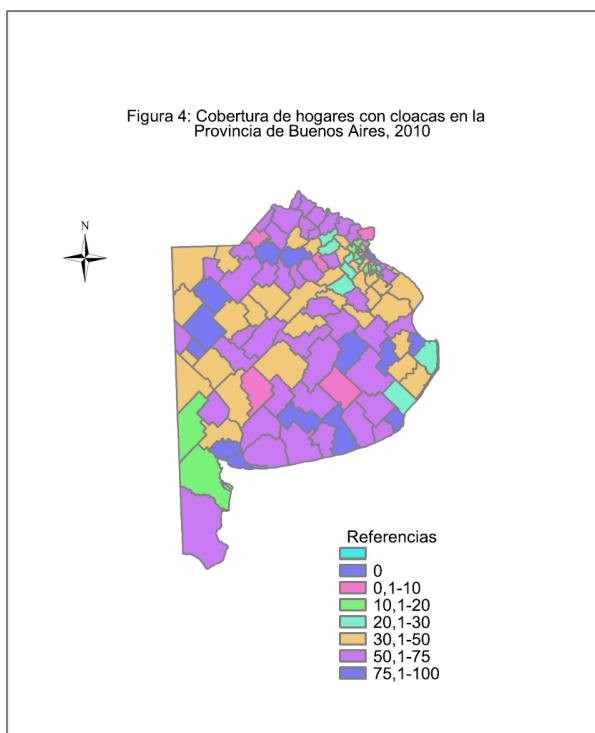 Figura 4: Cobertura de hogares con cloacas en la
Provincia de Buenos Aires, 2010
N
Referencias
0
0,1-10
10,1-20
20,1-30
30,1-50
50,1-75
75,1-100